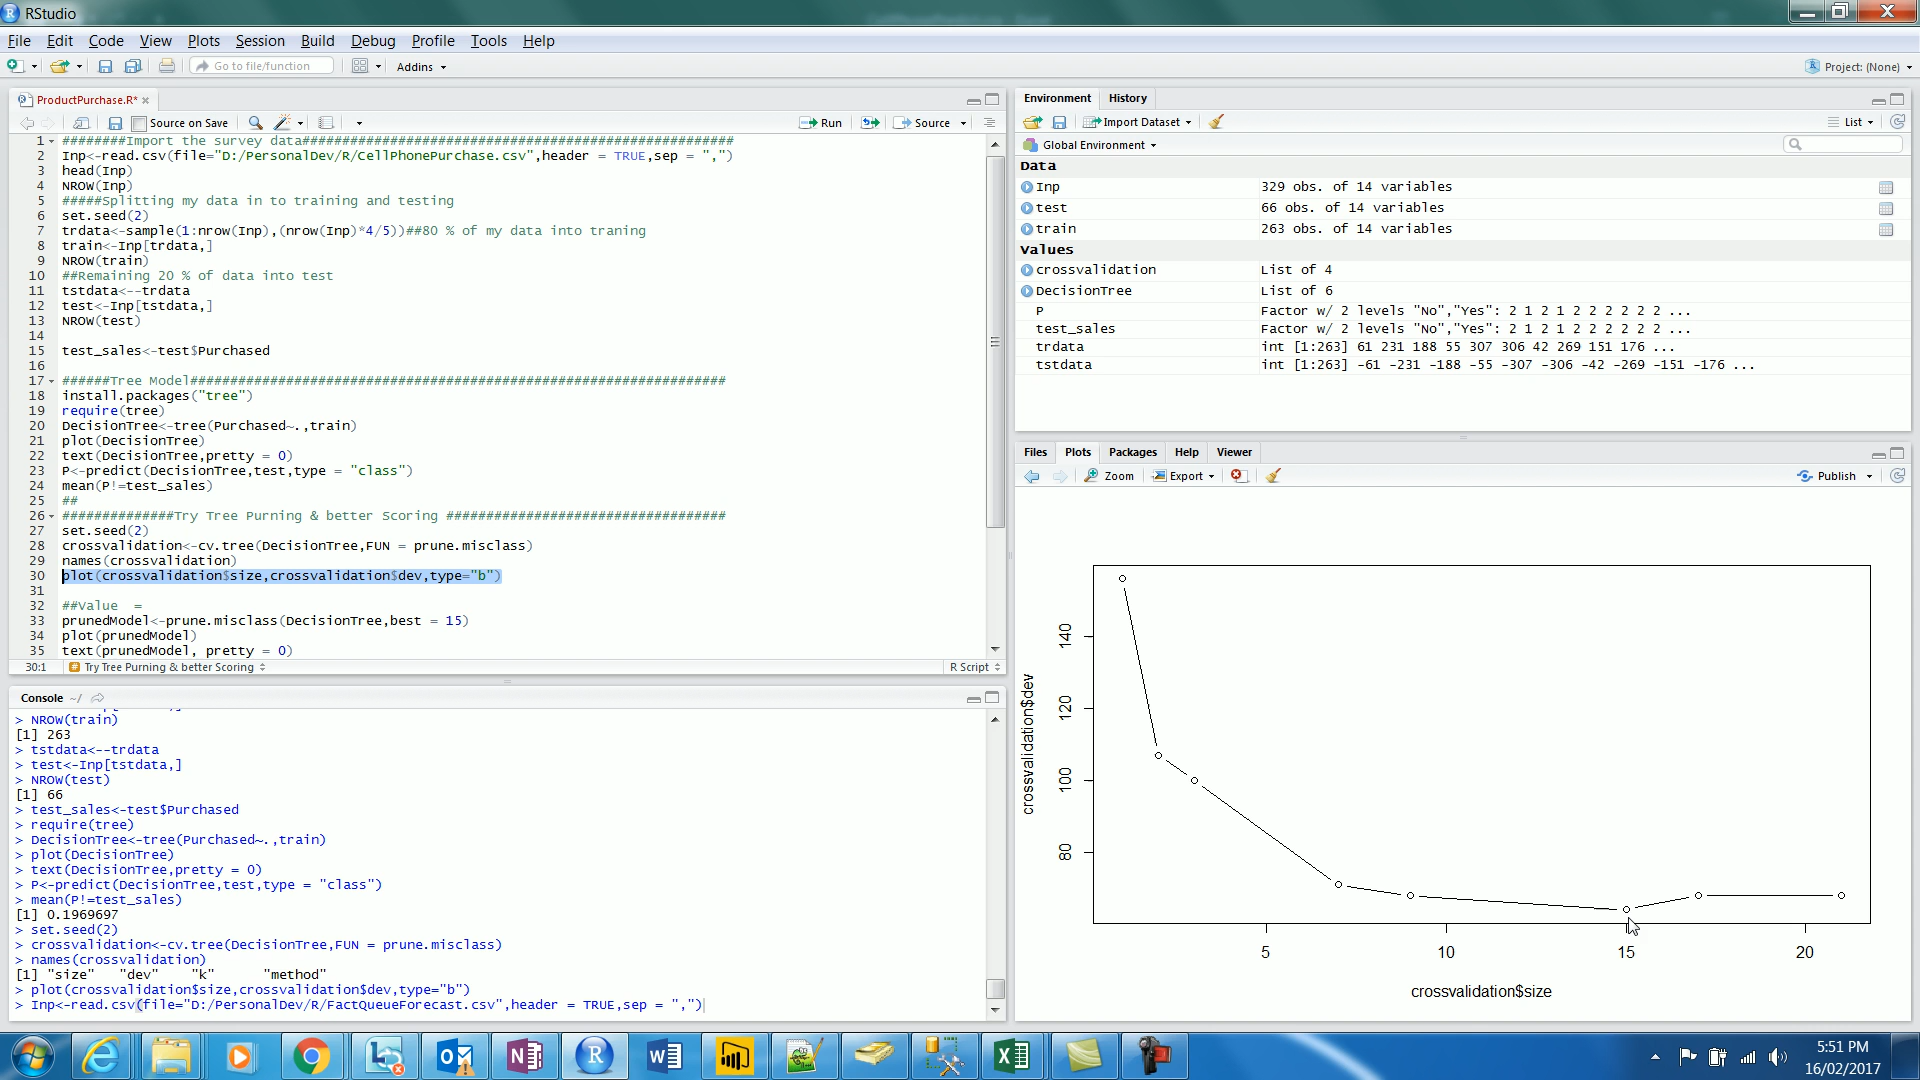 RStudio
File Edit Code View Plots Session Build Debug Profile Tools Help
Go to file/function Addins Project: (None)
ProductPurchase.R*
Source on Save Run Source
1 ########Import the survey data######################################################
2 Inp<-read.csv(file="D:/PersonalDev/R/CellPhonePurchase.csv",header = TRUE,sep = ",")
3 head(Inp)
4 NROW(Inp)
5 #####Splitting my data in to training and testing
6 set.seed(2)
7 trdata<-sample(1:nrow(Inp),(nrow(Inp)*4/5))##80 % of my data into traning
8 train<-Inp[trdata,]
9 NROW(train)
10 ##Remaining 20 % of data into test
11 tstdata<--trdata
12 test<-Inp[tstdata,]
13 NROW(test)
14
15 test_sales<-test$Purchased
16
17 ######Tree Model###################################################################
18 install.packages("tree")
19 require(tree)
20 DecisionTree<-tree(Purchased~.,train)
21 plot(DecisionTree)
22 text(DecisionTree,pretty = 0)
23 P<-predict(DecisionTree,test,type = "class")
24 mean(P!=test_sales)
25 ##
26 ##############Try Tree Purning & better Scoring ###################################
27 set.seed(2)
28 crossvalidation<-cv.tree(DecisionTree,FUN = prune.misclass)
29 names(crossvalidation)
30 plot(crossvalidation$size,crossvalidation$dev,type="b")
31
32 ##Value =
33 prunedModel<-prune.misclass(DecisionTree,best = 15)
34 plot(prunedModel)
35 text(prunedModel, pretty = 0)
30:1 Try Tree Purning & better Scoring R Script
Console ~/
> NROW(train)
[1] 263
> tstdata<--trdata
> test<-Inp[tstdata,]
> NROW(test)
[1] 66
> test_sales<-test$Purchased
> require(tree)
> DecisionTree<-tree(Purchased~.,train)
> plot(DecisionTree)
> text(DecisionTree,pretty = 0)
> P<-predict(DecisionTree,test,type = "class")
> mean(P!=test_sales)
[1] 0.1969697
> set.seed(2)
> crossvalidation<-cv.tree(DecisionTree,FUN = prune.misclass)
> names(crossvalidation)
[1] "size" "dev" "k" "method"
> plot(crossvalidation$size,crossvalidation$dev,type="b")
> Inp<-read.csv(file="D:/PersonalDev/R/FactQueueForecast.csv",header = TRUE,sep = ",")
Environment History
Import Dataset List
Global Environment
Data
Inp 329 obs. of 14 variables
test 66 obs. of 14 variables
train 263 obs. of 14 variables
Values
crossvalidation List of 4
DecisionTree List of 6
P Factor w/ 2 levels "No","Yes": 2 1 2 1 2 2 2 2 2 2 ...
test_sales Factor w/ 2 levels "No","Yes": 2 1 2 1 2 2 2 2 2 2 ...
trdata int [1:263] 61 231 188 55 307 306 42 269 151 176 ...
tstdata int [1:263] -61 -231 -188 -55 -307 -306 -42 -269 -151 -176 ...
Files Plots Packages Help Viewer
Zoom Export Publish
crossvalidation$dev
140
120
100
80
5 10 15 20
crossvalidation$size
5:51 PM
16/02/2017